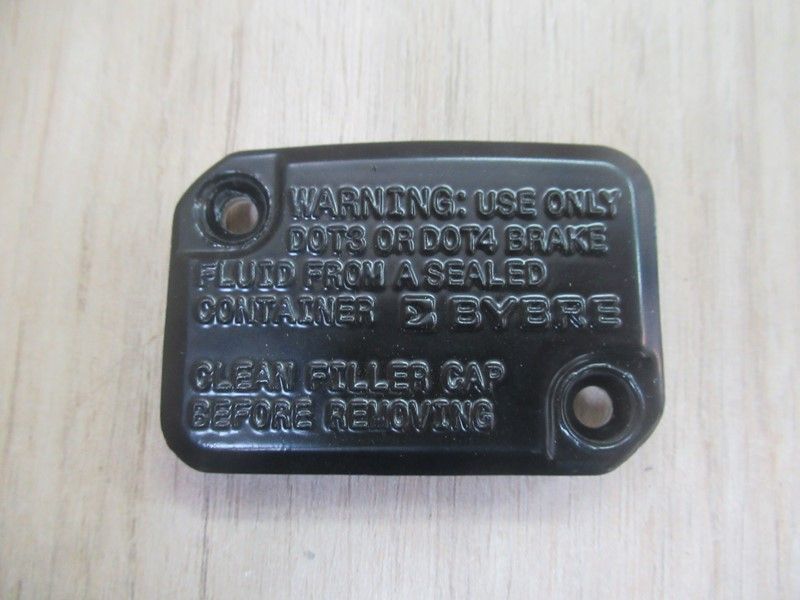 WARNING: USE ONLY
DOT3 OR DOT4 BRAKE
FLUID FROM A SEALED
CONTAINER BYBRE
CLEAN FILLER CAP
BEFORE REMOVING